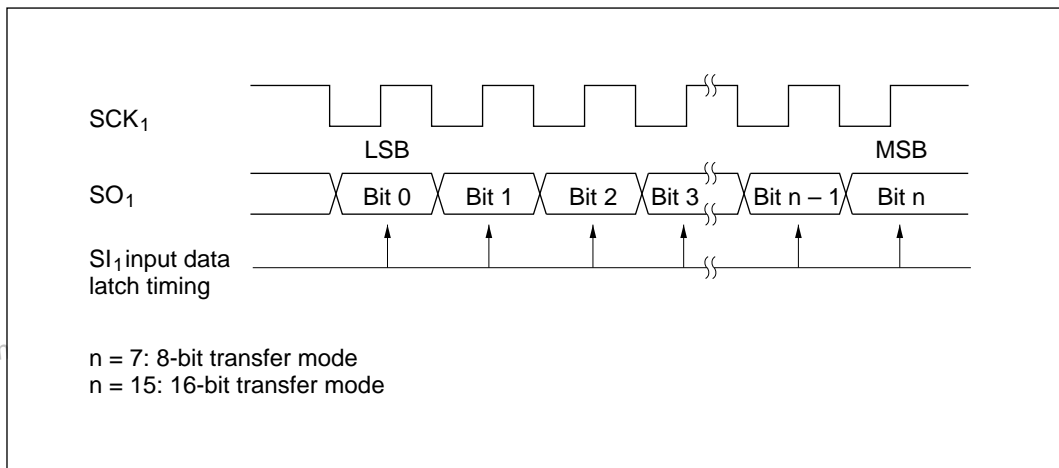 SCK1
LSB MSB
SO1 Bit 0 Bit 1 Bit 2 Bit 3 Bit n – 1 Bit n
SI1 input data
latch timing
n = 7: 8-bit transfer mode
n = 15: 16-bit transfer mode